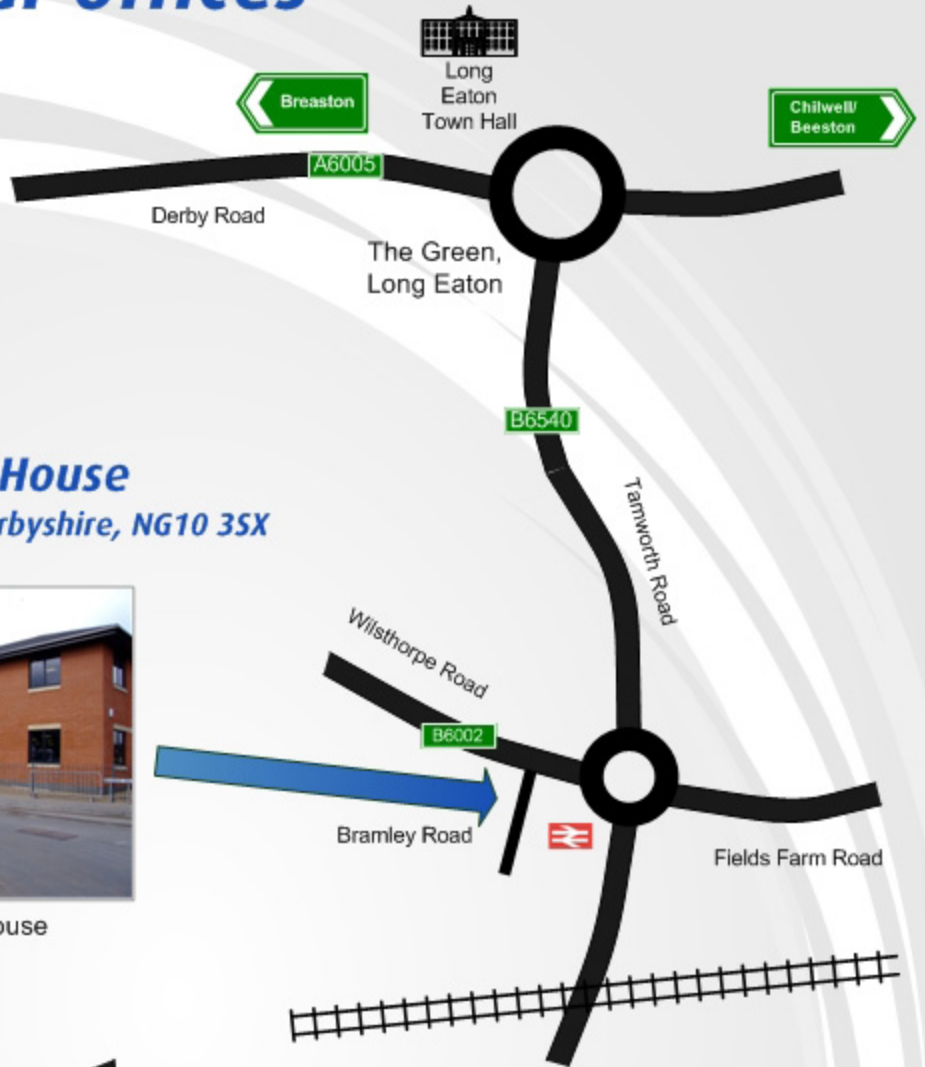 offices
Long
Eaton
Town Hall
Breaston
Chilwell/
Beeston
A6005
Derby Road
The Green,
Long Eaton
B6540
House
rbyshire, NG10 3SX
Tamworth Road
Wilsthorpe Road
B6002
Bramley Road
Fields Farm Road
ouse